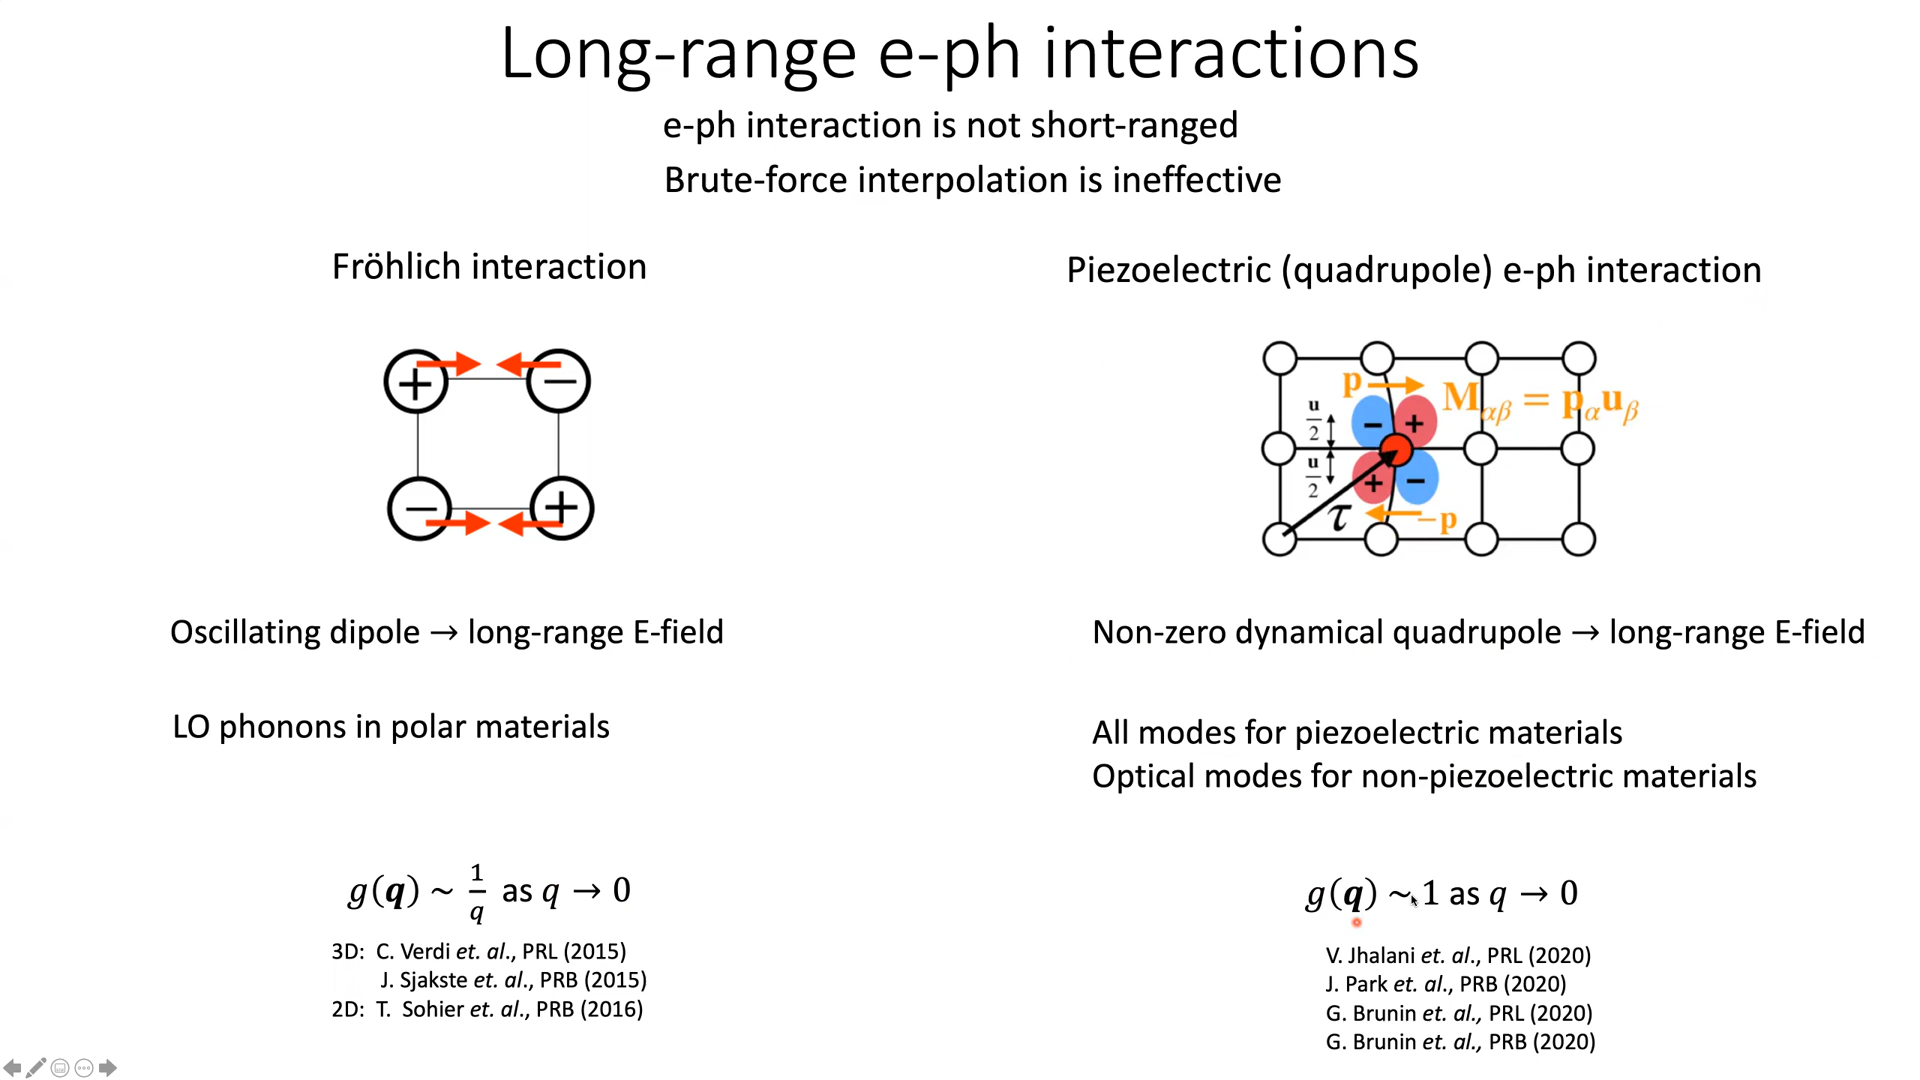 Long-range e-ph interactions
e-ph interaction is not short-ranged
Brute-force interpolation is ineffective
Fröhlich interaction
+ −
− +
Oscillating dipole → long-range E-field
LO phonons in polar materials
g(q) ~ 1/q as q → 0
3D: C. Verdi et. al., PRL (2015)
J. Sjakste et. al., PRB (2015)
2D: T. Sohier et. al., PRB (2016)
Piezoelectric (quadrupole) e-ph interaction
p
M_αβ = p_α u_β
u/2
− +
u/2
+ −
τ
−p
Non-zero dynamical quadrupole → long-range E-field
All modes for piezoelectric materials
Optical modes for non-piezoelectric materials
g(q) ~ 1 as q → 0
V. Jhalani et. al., PRL (2020)
J. Park et. al., PRB (2020)
G. Brunin et. al., PRL (2020)
G. Brunin et. al., PRB (2020)